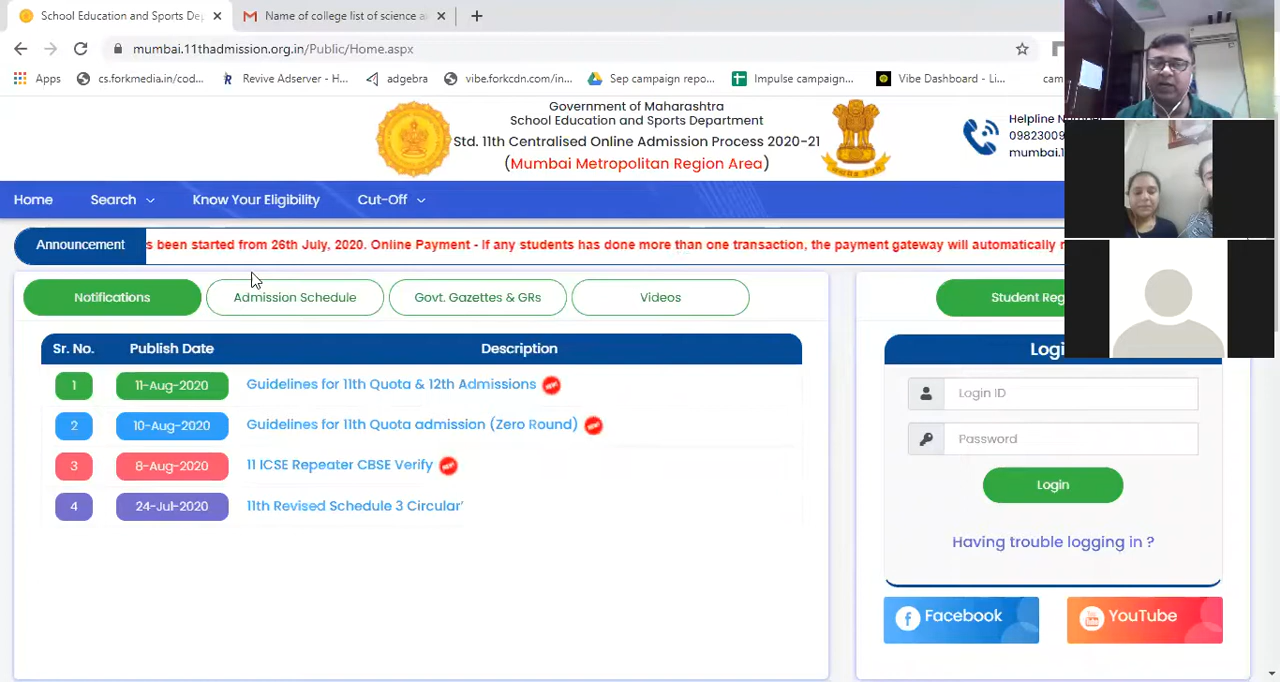 School Education and Sports De
Name of college list of science a
mumbai.11thadmission.org.in/Public/Home.aspx
Apps
cs.forkmedia.in/cod...
Revive Adserver - H...
adgebra
vibe.forkcdn.com/in...
Sep campaign repo...
Impulse campaign...
Vibe Dashboard - Li...
cam
Government of Maharashtra
School Education and Sports Department
Std. 11th Centralised Online Admission Process 2020-21
(Mumbai Metropolitan Region Area)
Helpline Number
09823009
mumbai.1
Home
Search
Know Your Eligibility
Cut-Off
Announcement
s been started from 26th July, 2020. Online Payment - If any students has done more than one transaction, the payment gateway will automatically r
Notifications
Admission Schedule
Govt. Gazettes & GRs
Videos
Sr. No.
Publish Date
Description
1
11-Aug-2020
Guidelines for 11th Quota & 12th Admissions
2
10-Aug-2020
Guidelines for 11th Quota admission (Zero Round)
3
8-Aug-2020
11 ICSE Repeater CBSE Verify
4
24-Jul-2020
11th Revised Schedule 3 Circular'
Student Reg
Logi
Login ID
Password
Login
Having trouble logging in ?
Facebook
YouTube